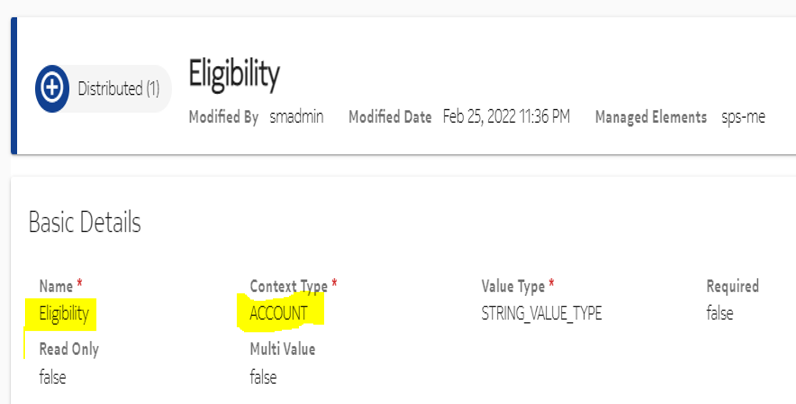 Eligibility
Distributed (1)
Modified By smadmin Modified Date Feb 25, 2022 11:36 PM Managed Elements sps-me
Basic Details
Name * Context Type * Value Type * Required
Eligibility ACCOUNT STRING_VALUE_TYPE false
Read Only Multi Value
false false